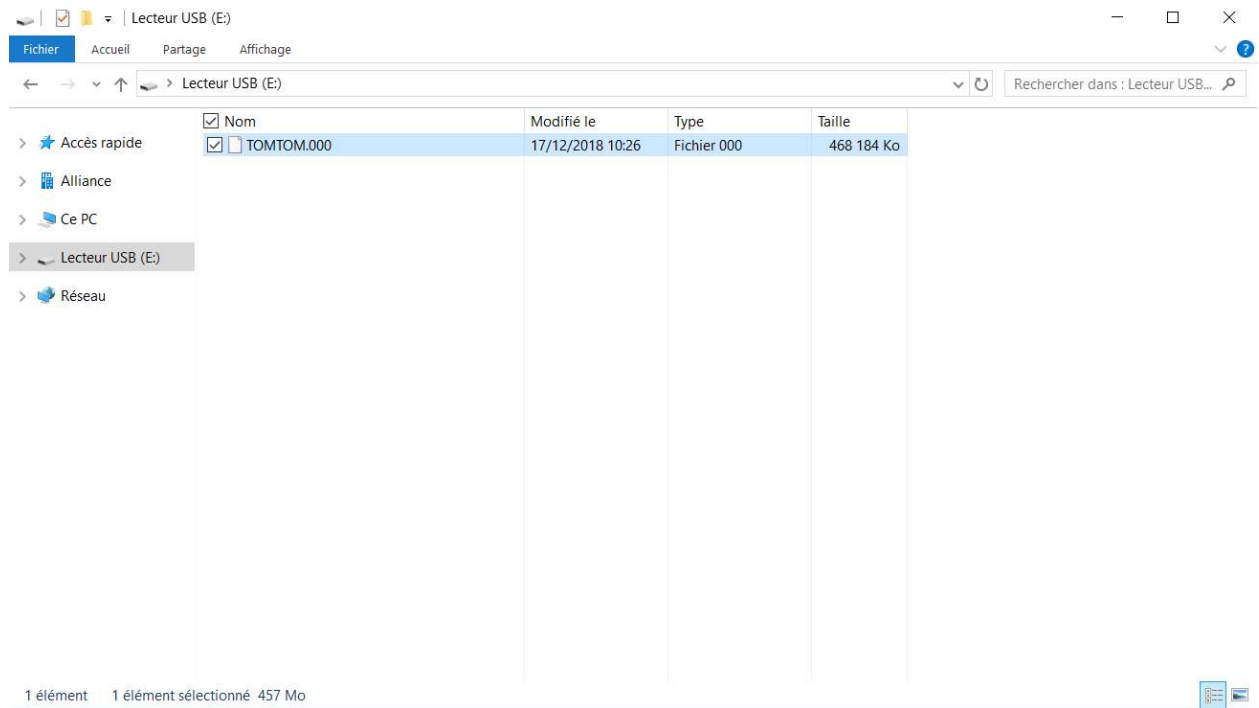 Lecteur USB (E:)
Fichier Accueil Partage Affichage ?
Lecteur USB (E:) Rechercher dans : Lecteur USB...
Nom Modifié le Type Taille
Accès rapide TOMTOM.000 17/12/2018 10:26 Fichier 000 468 184 Ko
Alliance
Ce PC
Lecteur USB (E:)
Réseau
1 élément 1 élément sélectionné 457 Mo